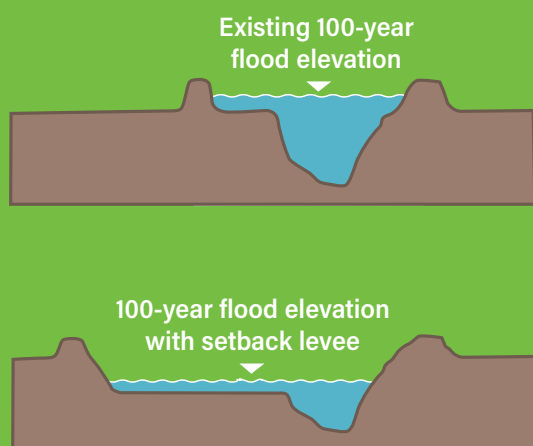 Existing 100-year
flood elevation
100-year flood elevation
with setback levee